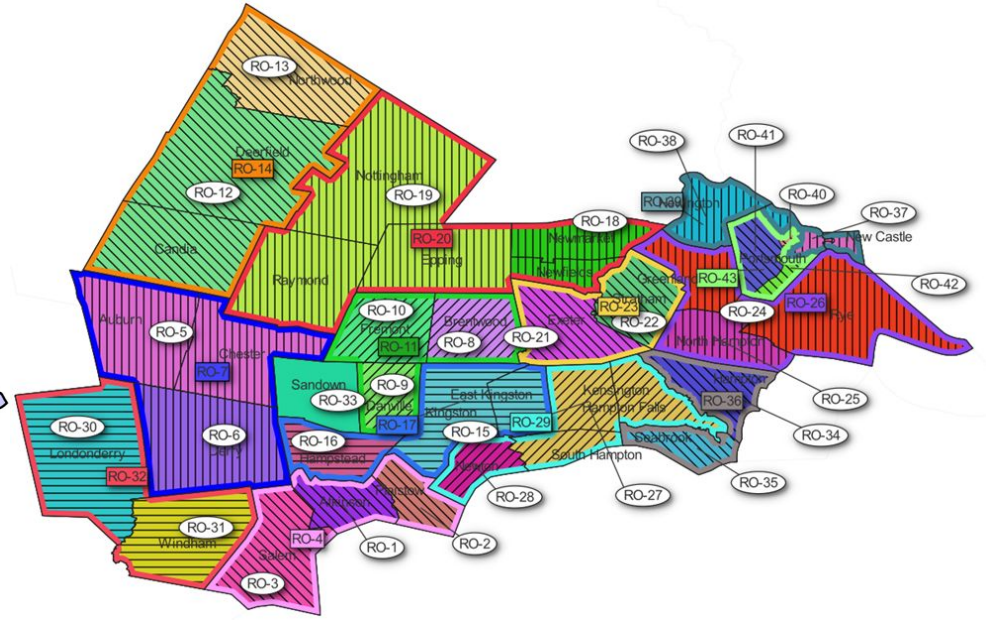 RO-13
Northwood
RO-38
RO-41
Deerfield
RO-14
Nottingham
RO-12
RO-19
RO-39
Newington
RO-40
RO-37
New Castle
RO-18
Newmarket
RO-20
Epping
Candia
Portsmouth
Raymond
Newfields
Greenland
RO-43
RO-42
Stratham
RO-23
RO-22
RO-26
RO-24
Rye
Auburn
RO-5
RO-10
Fremont
RO-11
Brentwood
RO-8
Exeter
RO-21
North Hampton
Chester
RO-7
Sandown
RO-33
RO-9
Danville
RO-17
East Kingston
Kingston
RO-29
Kensington
Hampton Falls
Hampton
RO-36
RO-25
RO-30
Londonderry
RO-6
Derry
RO-16
Hampstead
RO-15
South Hampton
Seabrook
RO-34
RO-32
Newton
RO-35
RO-28
RO-27
Atkinson
Plaistow
RO-31
Windham
RO-4
RO-1
RO-2
Salem
RO-3